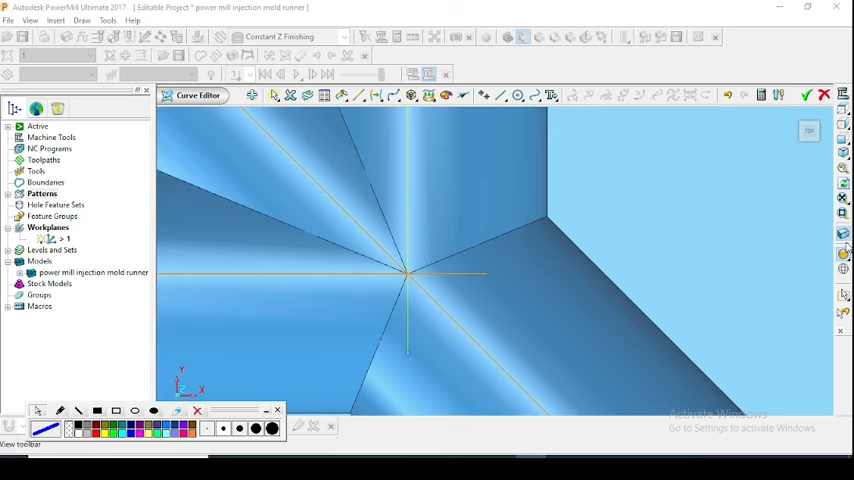 Autodesk PowerMill Ultimate 2017 - [ Editable Project * power mill injection mold runner ]
File View Insert Draw Tools Help
Constant Z Finishing
1
1
Curve Editor
TOP
Active
Machine Tools
NC Programs
Toolpaths
Tools
Boundaries
Patterns
Hole Feature Sets
Feature Groups
Workplanes
> 1
Levels and Sets
Models
power mill injection mold runner
Stock Models
Groups
Macros
Y
Z X
Activate Windows
Go to Settings to activate Windows.
View toolbar